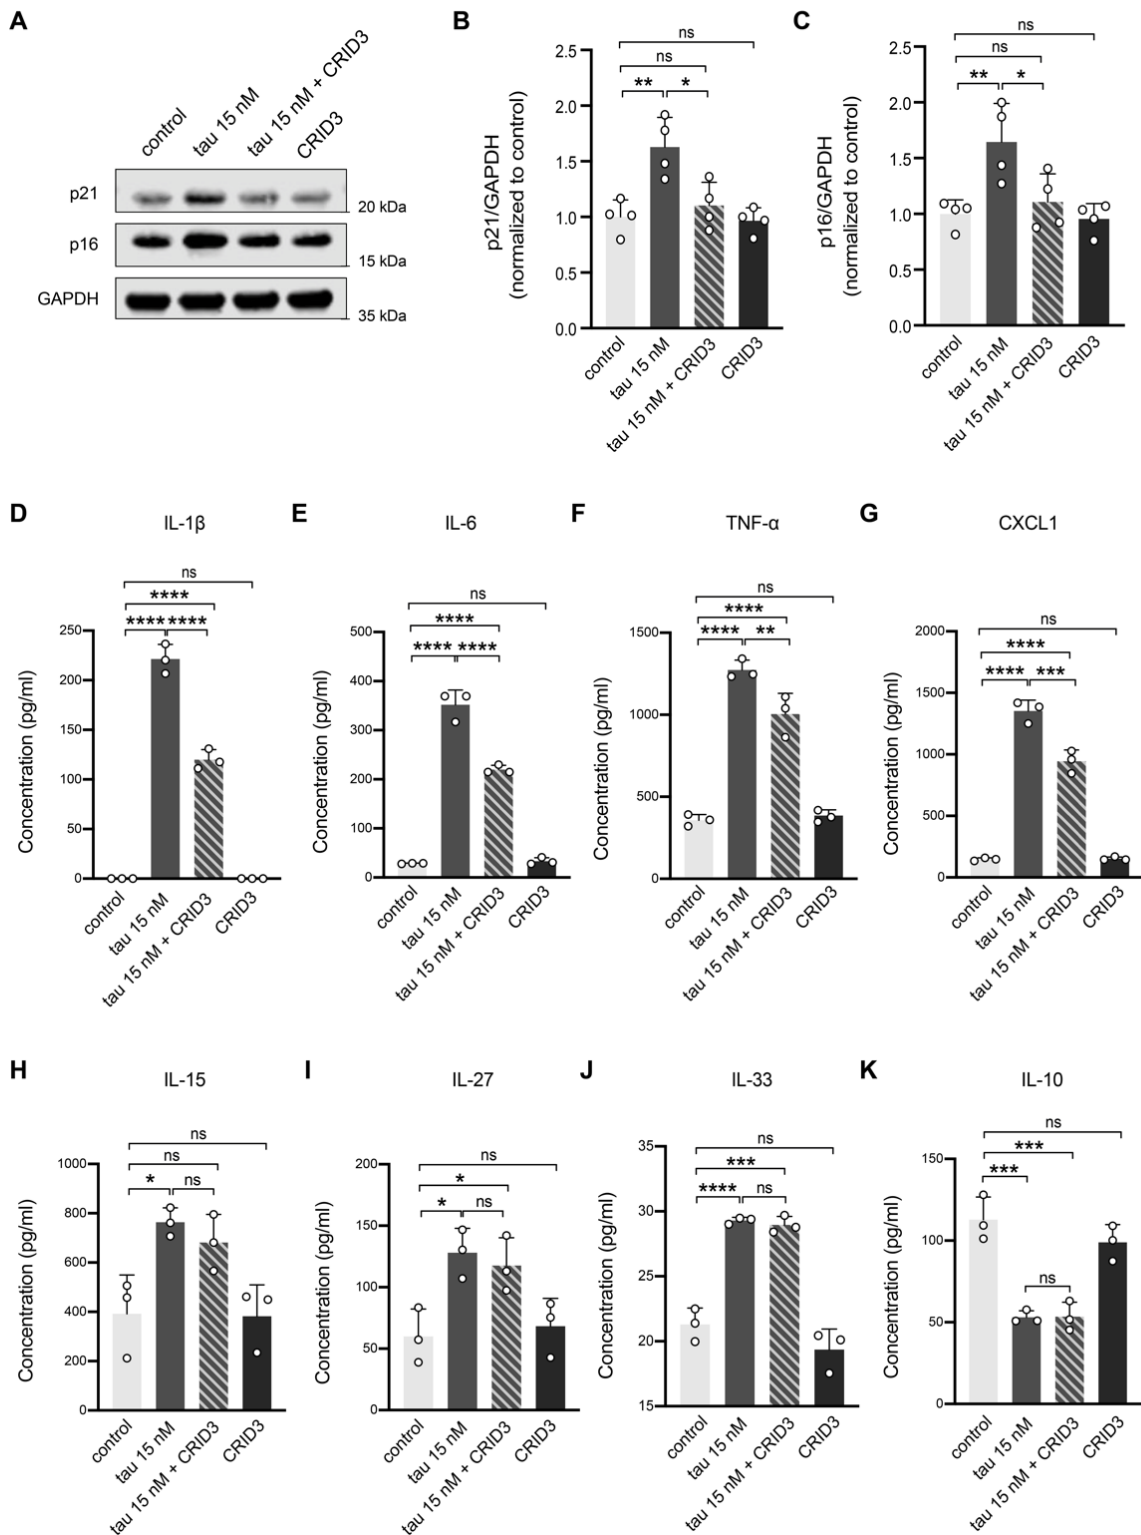 A
control
tau 15 nM
tau 15 nM + CRID3
CRID3
p21
20 kDa
p16
15 kDa
GAPDH
35 kDa
B
ns
ns
** *
p21/GAPDH
(normalized to control)
2.5
2.0
1.5
1.0
0.5
0.0
control
tau 15 nM
tau 15 nM + CRID3
CRID3
C
ns
ns
** *
p16/GAPDH
(normalized to control)
2.5
2.0
1.5
1.0
0.5
0.0
control
tau 15 nM
tau 15 nM + CRID3
CRID3
D
IL-1β
ns
****
**** ****
Concentration (pg/ml)
250
200
150
100
50
0
control
tau 15 nM
tau 15 nM + CRID3
CRID3
E
IL-6
ns
****
**** ****
Concentration (pg/ml)
500
400
300
200
100
0
control
tau 15 nM
tau 15 nM + CRID3
CRID3
F
TNF-α
ns
****
**** **
Concentration (pg/ml)
1500
1000
500
0
control
tau 15 nM
tau 15 nM + CRID3
CRID3
G
CXCL1
ns
****
**** ***
Concentration (pg/ml)
2000
1500
1000
500
0
control
tau 15 nM
tau 15 nM + CRID3
CRID3
H
IL-15
ns
ns
* ns
Concentration (pg/ml)
1000
800
600
400
200
0
control
tau 15 nM
tau 15 nM + CRID3
CRID3
I
IL-27
ns
*
* ns
Concentration (pg/ml)
200
150
100
50
0
control
tau 15 nM
tau 15 nM + CRID3
CRID3
J
IL-33
ns
***
**** ns
Concentration (pg/ml)
35
30
25
20
15
control
tau 15 nM
tau 15 nM + CRID3
CRID3
K
IL-10
ns
***
***
ns
Concentration (pg/ml)
150
100
50
0
control
tau 15 nM
tau 15 nM + CRID3
CRID3